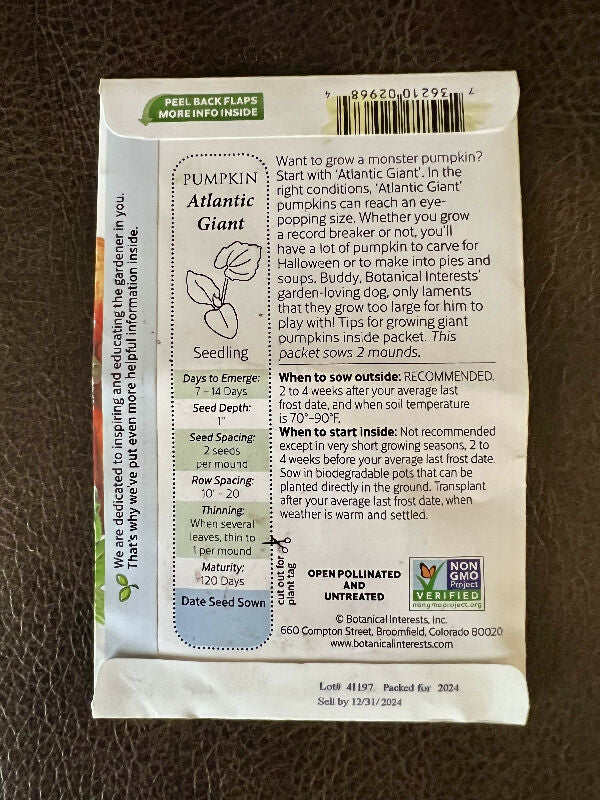 PEEL BACK FLAPS
MORE INFO INSIDE
7 36210 02968 4
We are dedicated to inspiring and educating the gardener in you.
That's why we've put even more helpful information inside.
PUMPKIN
Atlantic
Giant
Seedling
Days to Emerge:
7 – 14 Days
Seed Depth:
1"
Seed Spacing:
2 seeds
per mound
Row Spacing:
10' – 20'
Thinning:
When several
leaves, thin to
1 per mound
Maturity:
120 Days
Date Seed Sown
cut out for
plant tag
Want to grow a monster pumpkin?
Start with 'Atlantic Giant'. In the
right conditions, 'Atlantic Giant'
pumpkins can reach an eye-
popping size. Whether you grow
a record breaker or not, you'll
have a lot of pumpkin to carve for
Halloween or to make into pies and
soups. Buddy, Botanical Interests'
garden-loving dog, only laments
that they grow too large for him to
play with! Tips for growing giant
pumpkins inside packet. This
packet sows 2 mounds.
When to sow outside: RECOMMENDED.
2 to 4 weeks after your average last
frost date, and when soil temperature
is 70°–90°F.
When to start inside: Not recommended
except in very short growing seasons, 2 to
4 weeks before your average last frost date.
Sow in biodegradable pots that can be
planted directly in the ground. Transplant
after your average last frost date, when
weather is warm and settled.
OPEN POLLINATED
AND
UNTREATED
NON
GMO
Project
VERIFIED
nongmoproject.org
© Botanical Interests, Inc.
660 Compton Street, Broomfield, Colorado 80020
www.botanicalinterests.com
Lot# 41197 Packed for 2024
Sell by 12/31/2024